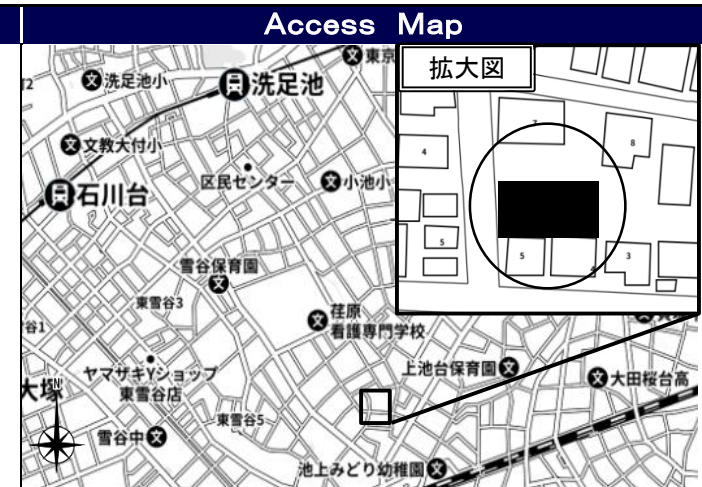 Access Map
洗足池小
洗足池
東京
拡大図
文教大付小
区民センター
小池小
石川台
雪谷保育園
東雪谷3
荏原
看護専門学校
谷1
ヤマザキYショップ
東雪谷店
大塚
N
上池台保育園
大田桜台高
東雪谷5
雪谷中
池上みどり幼稚園
7
8
4
5
5
4
3